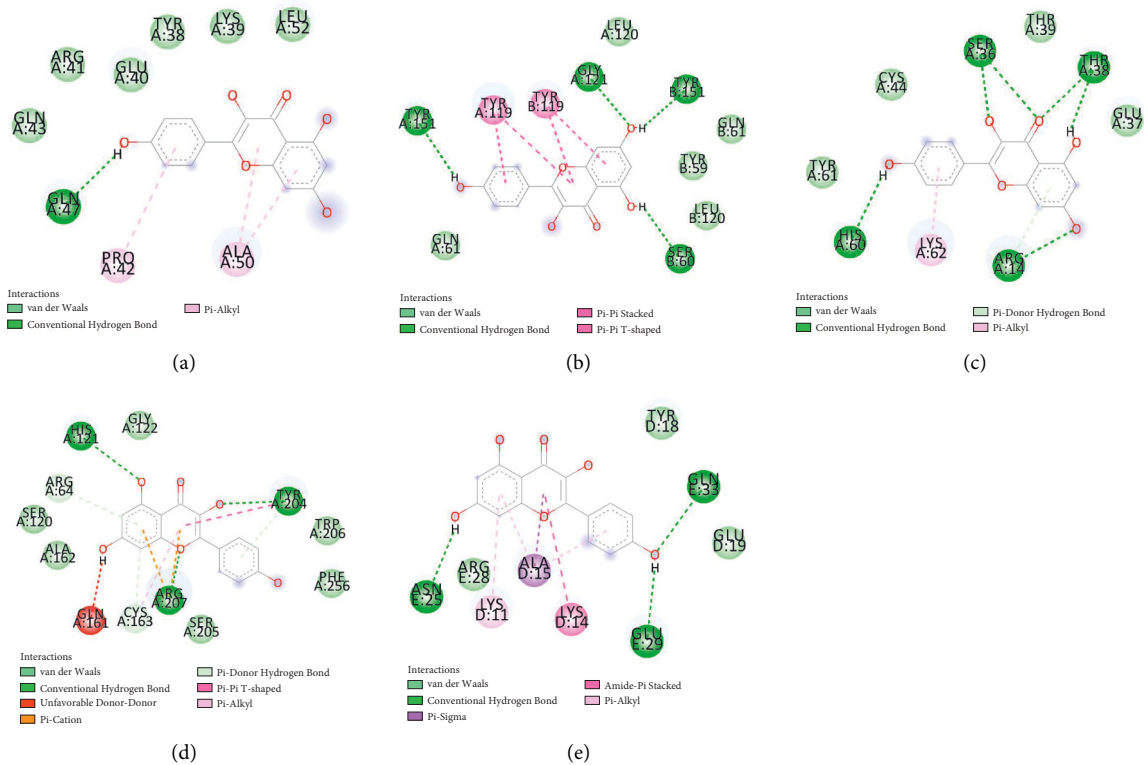 TYR
A:38
LYS
A:39
LEU
A:52
ARG
A:41
GLU
A:40
GLN
A:43
O
O
O
H
O
O
O
GLN
A:47
PRO
A:42
ALA
A:50
Interactions
van der Waals
Conventional Hydrogen Bond
Pi-Alkyl
(a)
LEU
A:120
GLY
A:121
TYR
B:151
TYR
A:119
TYR
B:119
TYR
A:151
GLN
B:61
O
H
H
O
O
TYR
B:59
O
H
O
O
LEU
B:120
GLN
A:61
SER
B:60
Interactions
van der Waals
Conventional Hydrogen Bond
Pi-Pi Stacked
Pi-Pi T-shaped
(b)
THR
A:39
SER
A:36
THR
A:38
CYS
A:44
GLU
A:37
O
O
H
O
TYR
A:61
O
H
O
O
HIS
A:60
LYS
A:62
ARG
A:14
Interactions
van der Waals
Conventional Hydrogen Bond
Pi-Donor Hydrogen Bond
Pi-Alkyl
(c)
HIS
A:121
GLY
A:122
ARG
A:64
TYR
A:204
SER
A:120
TRP
A:206
ALA
A:162
O
O
O
O
H
O
O
PHE
A:256
GLN
A:161
CYS
A:163
ARG
A:207
SER
A:205
Interactions
van der Waals
Conventional Hydrogen Bond
Unfavorable Donor-Donor
Pi-Cation
Pi-Donor Hydrogen Bond
Pi-Pi T-shaped
Pi-Alkyl
(d)
TYR
D:18
O
O
O
GLN
E:33
O
H
O
O
H
GLU
D:19
ASN
E:25
ARG
E:28
ALA
D:15
LYS
D:11
LYS
D:14
GLU
E:29
Interactions
van der Waals
Conventional Hydrogen Bond
Pi-Sigma
Amide-Pi Stacked
Pi-Alkyl
(e)